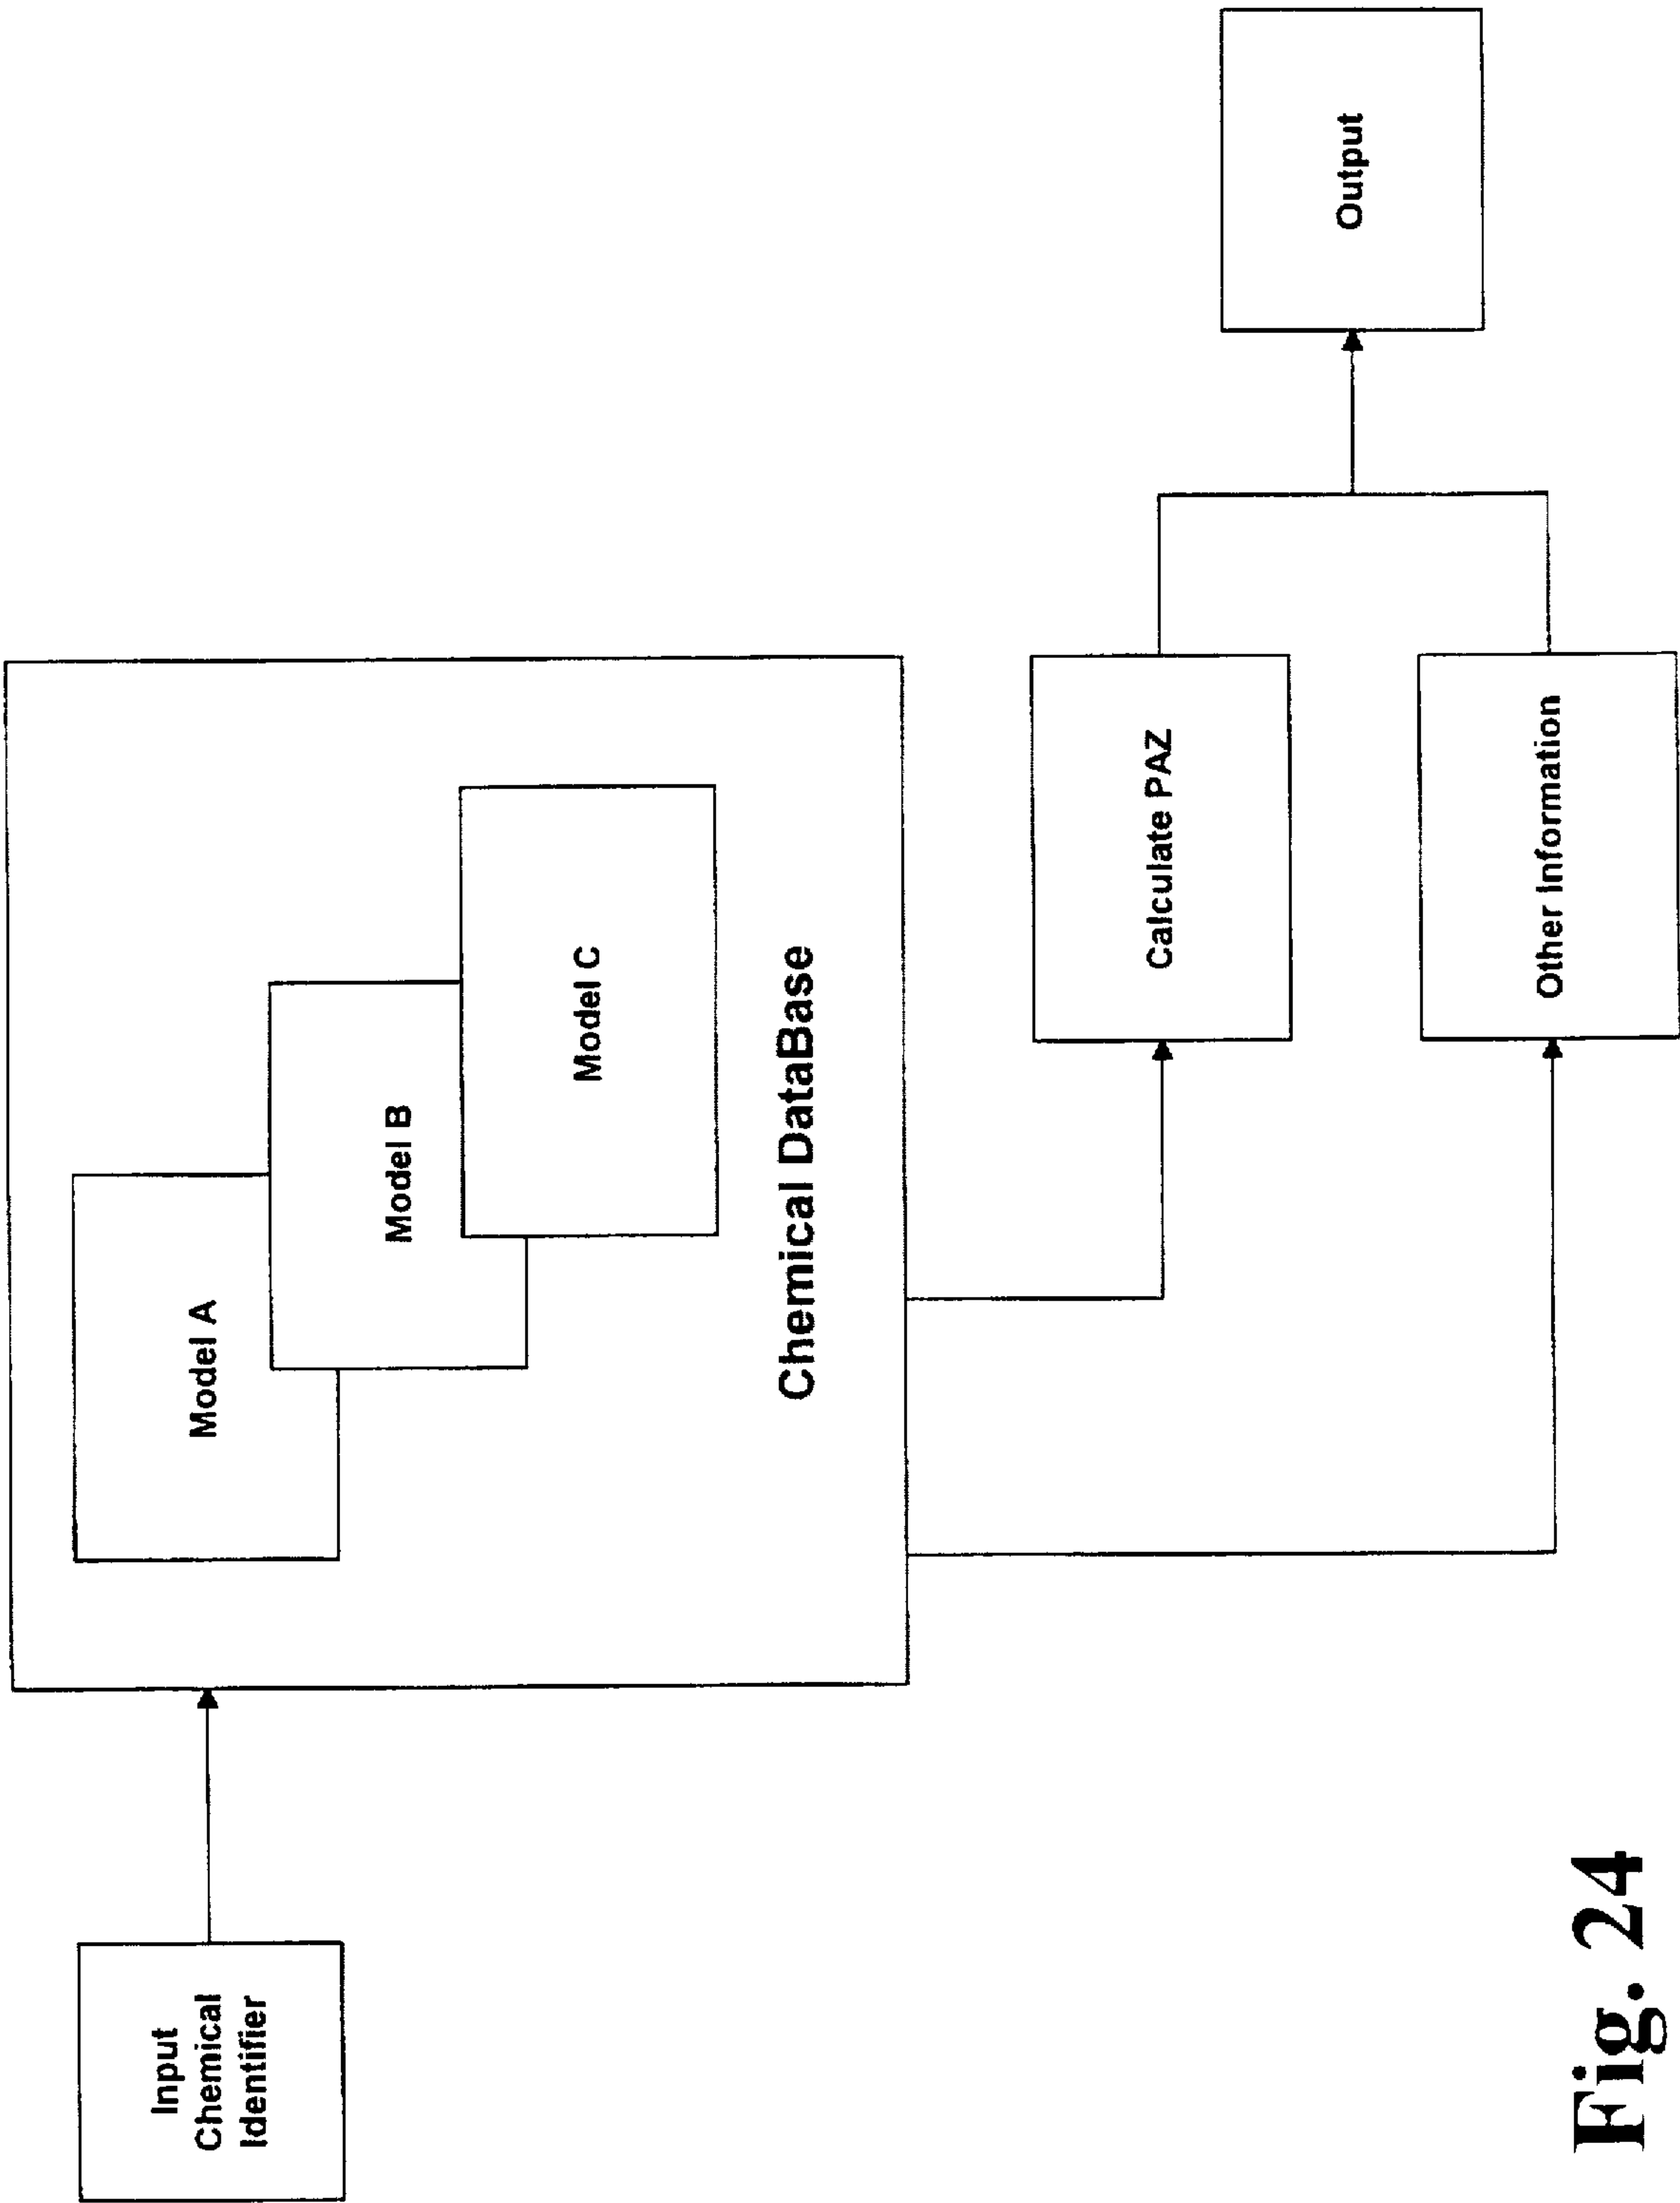 Input
Chemical
Identifier
Model A
Model B
Model C
Chemical DataBase
Calculate PAZ
Other Information
Output
Fig. 24